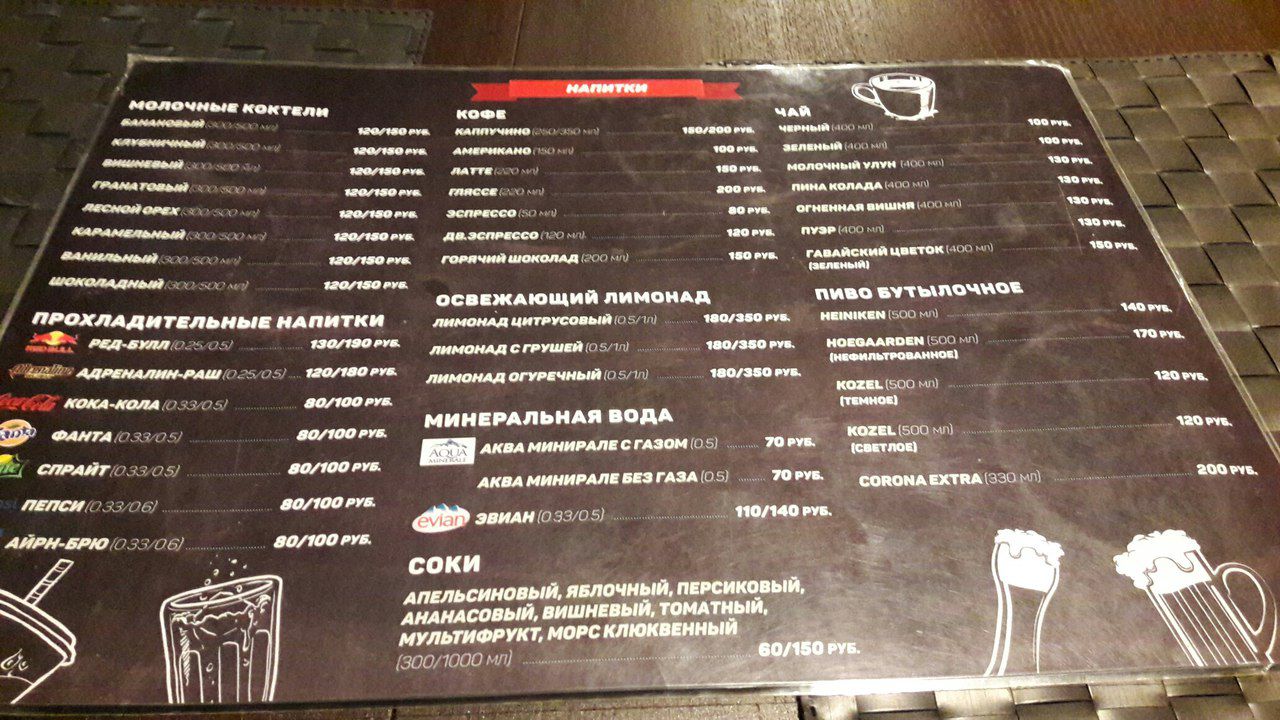 НАПИТКИ
МОЛОЧНЫЕ КОКТЕЛИ
БАНАНОВЫЙ (300/500 МЛ) 120/150 РУБ.
КЛУБНИЧНЫЙ (300/500 МЛ) 120/150 РУБ.
ВИШНЕВЫЙ (300/500 МЛ) 120/150 РУБ.
ГРАНАТОВЫЙ (300/500 МЛ) 120/150 РУБ.
ЛЕСНОЙ ОРЕХ (300/500 МЛ) 120/150 РУБ.
КАРАМЕЛЬНЫЙ (300/500 МЛ) 120/150 РУБ.
ВАНИЛЬНЫЙ (300/500 МЛ) 120/150 РУБ.
ШОКОЛАДНЫЙ (300/500 МЛ) 120/150 РУБ.
ПРОХЛАДИТЕЛЬНЫЕ НАПИТКИ
RED BULL РЕД-БУЛЛ (0.25/0.5) 130/190 РУБ.
Adrenaline АДРЕНАЛИН-РАШ (0.25/0.5) 120/180 РУБ.
Coca-Cola КОКА-КОЛА (0.33/0.5) 80/100 РУБ.
ФАНТА (0.33/0.5) 80/100 РУБ.
СПРАЙТ (0.33/0.5) 80/100 РУБ.
ПЕПСИ (0.33/0.6) 80/100 РУБ.
АЙРН-БРЮ (0.33/0.6) 80/100 РУБ.
КОФЕ
КАППУЧИНО (250/350 МЛ) 150/200 РУБ.
АМЕРИКАНО (150 МЛ) 100 РУБ.
ЛАТТЕ (220 МЛ) 150 РУБ.
ГЛЯССЕ (220 МЛ) 200 РУБ.
ЭСПРЕССО (50 МЛ) 80 РУБ.
ДВ.ЭСПРЕССО (120 МЛ) 120 РУБ.
ГОРЯЧИЙ ШОКОЛАД (200 МЛ) 150 РУБ.
ОСВЕЖАЮЩИЙ ЛИМОНАД
ЛИМОНАД ЦИТРУСОВЫЙ (0.5/1л) 180/350 РУБ.
ЛИМОНАД С ГРУШЕЙ (0.5/1л) 180/350 РУБ.
ЛИМОНАД ОГУРЕЧНЫЙ (0.5/1л) 180/350 РУБ.
МИНЕРАЛЬНАЯ ВОДА
AQUA MINERALE АКВА МИНИРАЛЕ С ГАЗОМ (0.5) 70 РУБ.
АКВА МИНИРАЛЕ БЕЗ ГАЗА (0.5) 70 РУБ.
evian ЭВИАН (0.33/0.5) 110/140 РУБ.
СОКИ
АПЕЛЬСИНОВЫЙ, ЯБЛОЧНЫЙ, ПЕРСИКОВЫЙ,
АНАНАСОВЫЙ, ВИШНЕВЫЙ, ТОМАТНЫЙ,
МУЛЬТИФРУКТ, МОРС КЛЮКВЕННЫЙ
(300/1000 МЛ) 60/150 РУБ.
ЧАЙ
ЧЕРНЫЙ (400 МЛ) 100 РУБ.
ЗЕЛЕНЫЙ (400 МЛ) 100 РУБ.
МОЛОЧНЫЙ УЛУН (400 МЛ) 130 РУБ.
ПИНА КОЛАДА (400 МЛ) 130 РУБ.
ОГНЕННАЯ ВИШНЯ (400 МЛ) 130 РУБ.
ПУЭР (400 МЛ) 130 РУБ.
ГАВАЙСКИЙ ЦВЕТОК (400 МЛ) 150 РУБ.
(ЗЕЛЕНЫЙ)
ПИВО БУТЫЛОЧНОЕ
HEINIKEN (500 МЛ) 140 РУБ.
HOEGAARDEN (500 МЛ) 170 РУБ.
(НЕФИЛЬТРОВАННОЕ)
KOZEL (500 МЛ) 120 РУБ.
(ТЕМНОЕ)
KOZEL (500 МЛ) 120 РУБ.
(СВЕТЛОЕ)
CORONA EXTRA (330 МЛ) 200 РУБ.